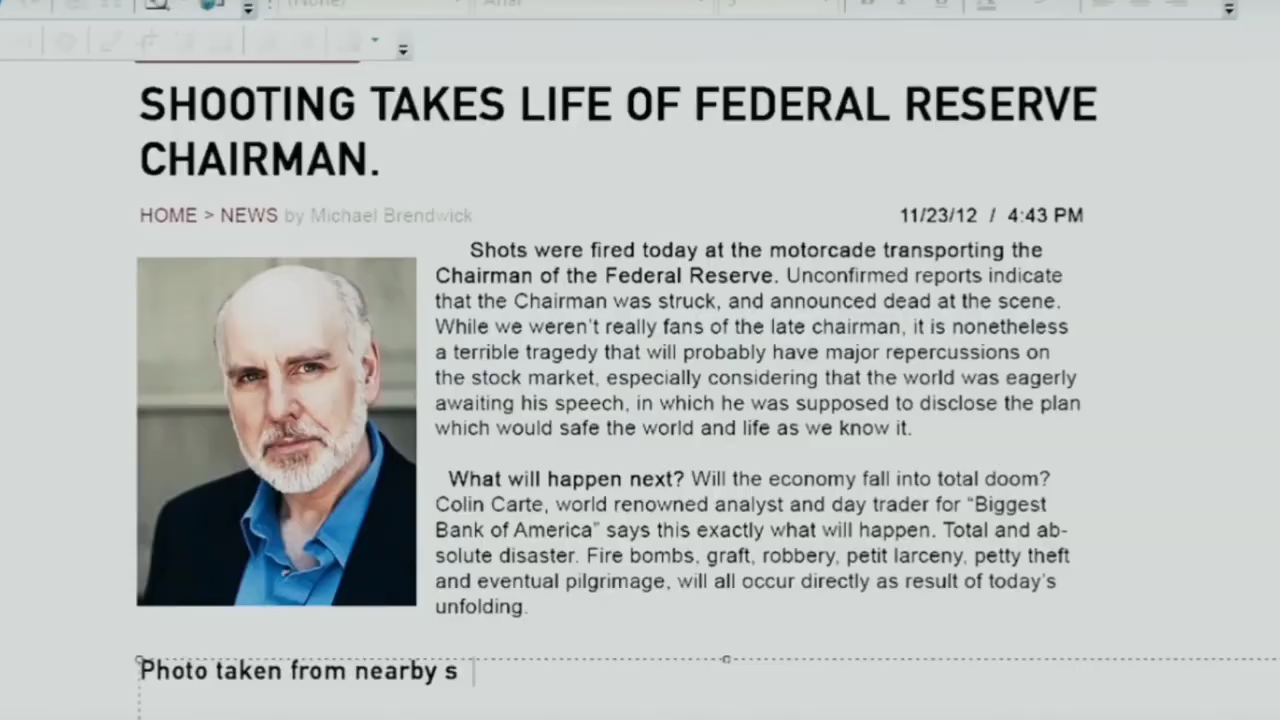 SHOOTING TAKES LIFE OF FEDERAL RESERVE
CHAIRMAN.
HOME > NEWS by Michael Brendwick
11/23/12 / 4:43 PM
Shots were fired today at the motorcade transporting the
Chairman of the Federal Reserve. Unconfirmed reports indicate
that the Chairman was struck, and announced dead at the scene.
While we weren't really fans of the late chairman, it is nonetheless
a terrible tragedy that will probably have major repercussions on
the stock market, especially considering that the world was eagerly
awaiting his speech, in which he was supposed to disclose the plan
which would safe the world and life as we know it.
What will happen next? Will the economy fall into total doom?
Colin Carte, world renowned analyst and day trader for “Biggest
Bank of America” says this exactly what will happen. Total and ab-
solute disaster. Fire bombs, graft, robbery, petit larceny, petty theft
and eventual pilgrimage, will all occur directly as result of today's
unfolding.
Photo taken from nearby s